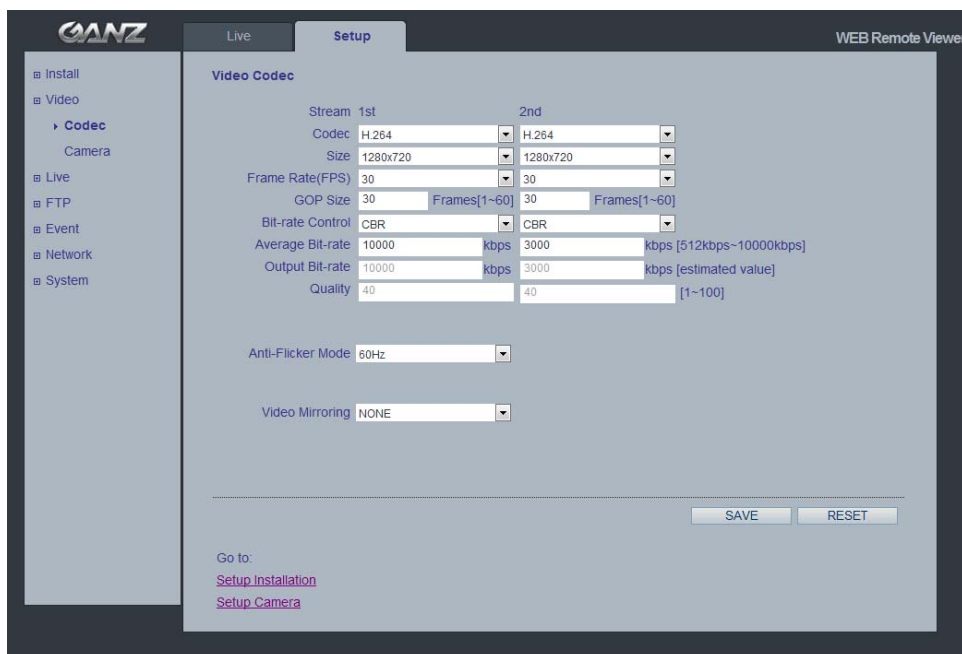 GANZ
Live
Setup
WEB Remote Viewer
Install
Video
Codec
Camera
Live
FTP
Event
Network
System
Video Codec
Stream 1st 2nd
Codec H.264 H.264
Size 1280x720 1280x720
Frame Rate(FPS) 30 30
GOP Size 30 Frames[1~60] 30 Frames[1~60]
Bit-rate Control CBR CBR
Average Bit-rate 10000 kbps 3000 kbps [512kbps~10000kbps]
Output Bit-rate 10000 kbps 3000 kbps [estimated value]
Quality 40 40 [1~100]
Anti-Flicker Mode 60Hz
Video Mirroring NONE
SAVE RESET
Go to:
Setup Installation
Setup Camera